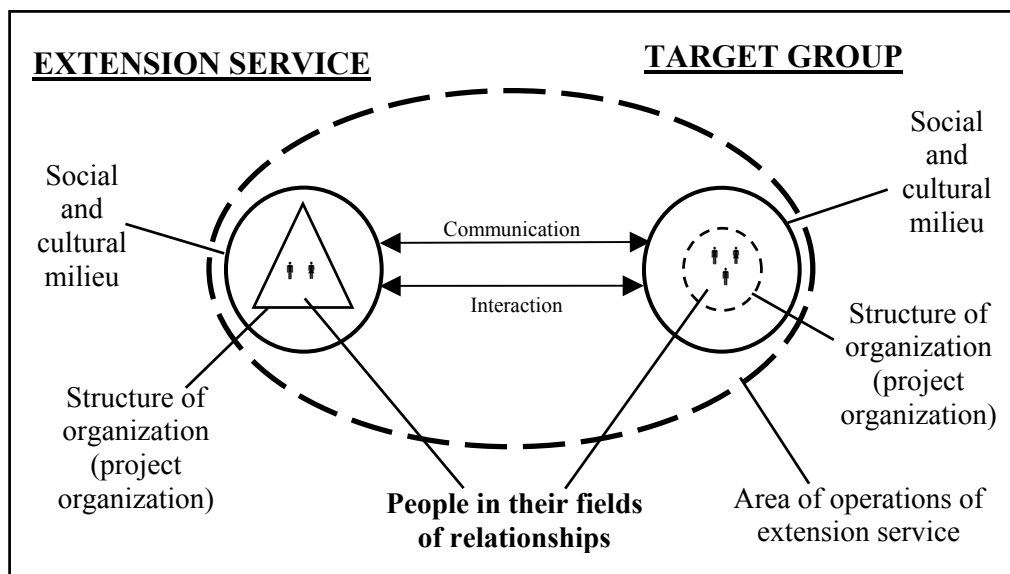 EXTENSION SERVICE
TARGET GROUP
Social
and
cultural
milieu
Social
and
cultural
milieu
Communication
Interaction
Structure of
organization
(project
organization)
Structure of
organization
(project
organization)
People in their fields
of relationships
Area of operations of
extension service